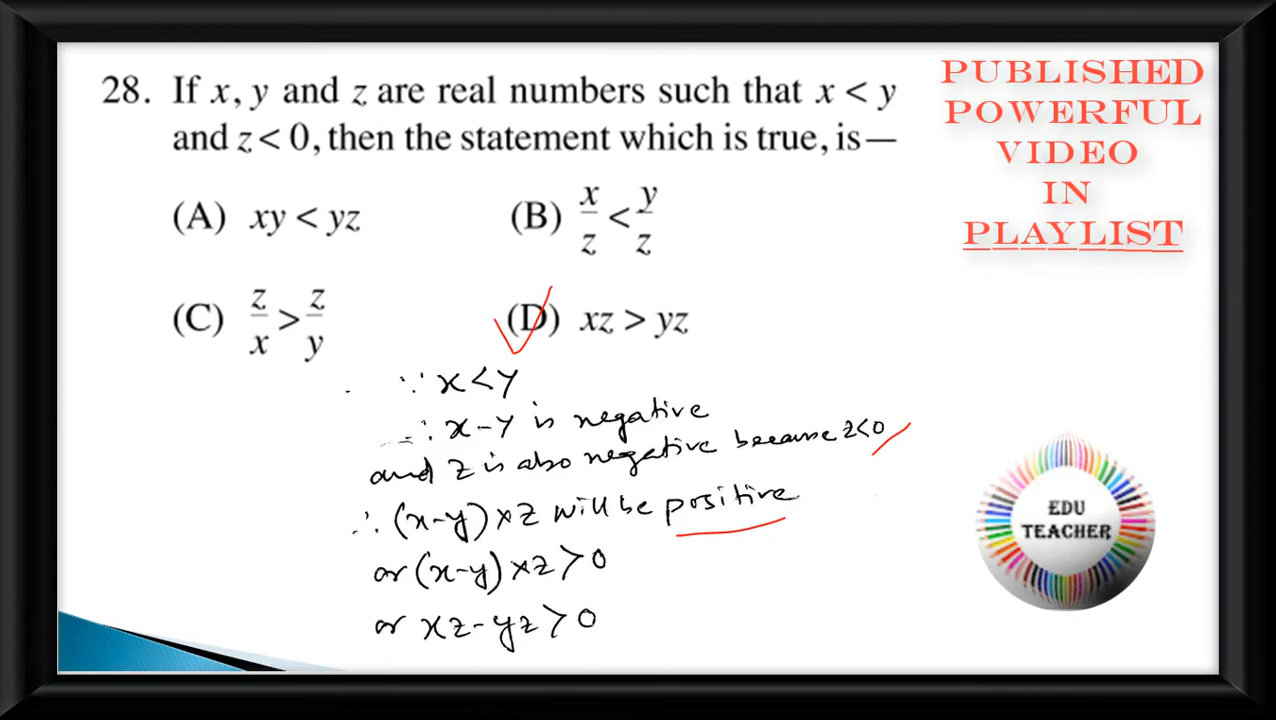 28. If x, y and z are real numbers such that x < y
and z < 0, then the statement which is true, is—
(A) xy < yz (B) x/z < y/z
(C) z/x > z/y (D) xz > yz
∵ x < y
∴ x-y is negative
and z is also negative because z<0
∴ (x-y)×z will be positive
or (x-y)×z>0
or xz-yz>0
PUBLISHED
POWERFUL
VIDEO
IN
PLAYLIST
EDU
TEACHER